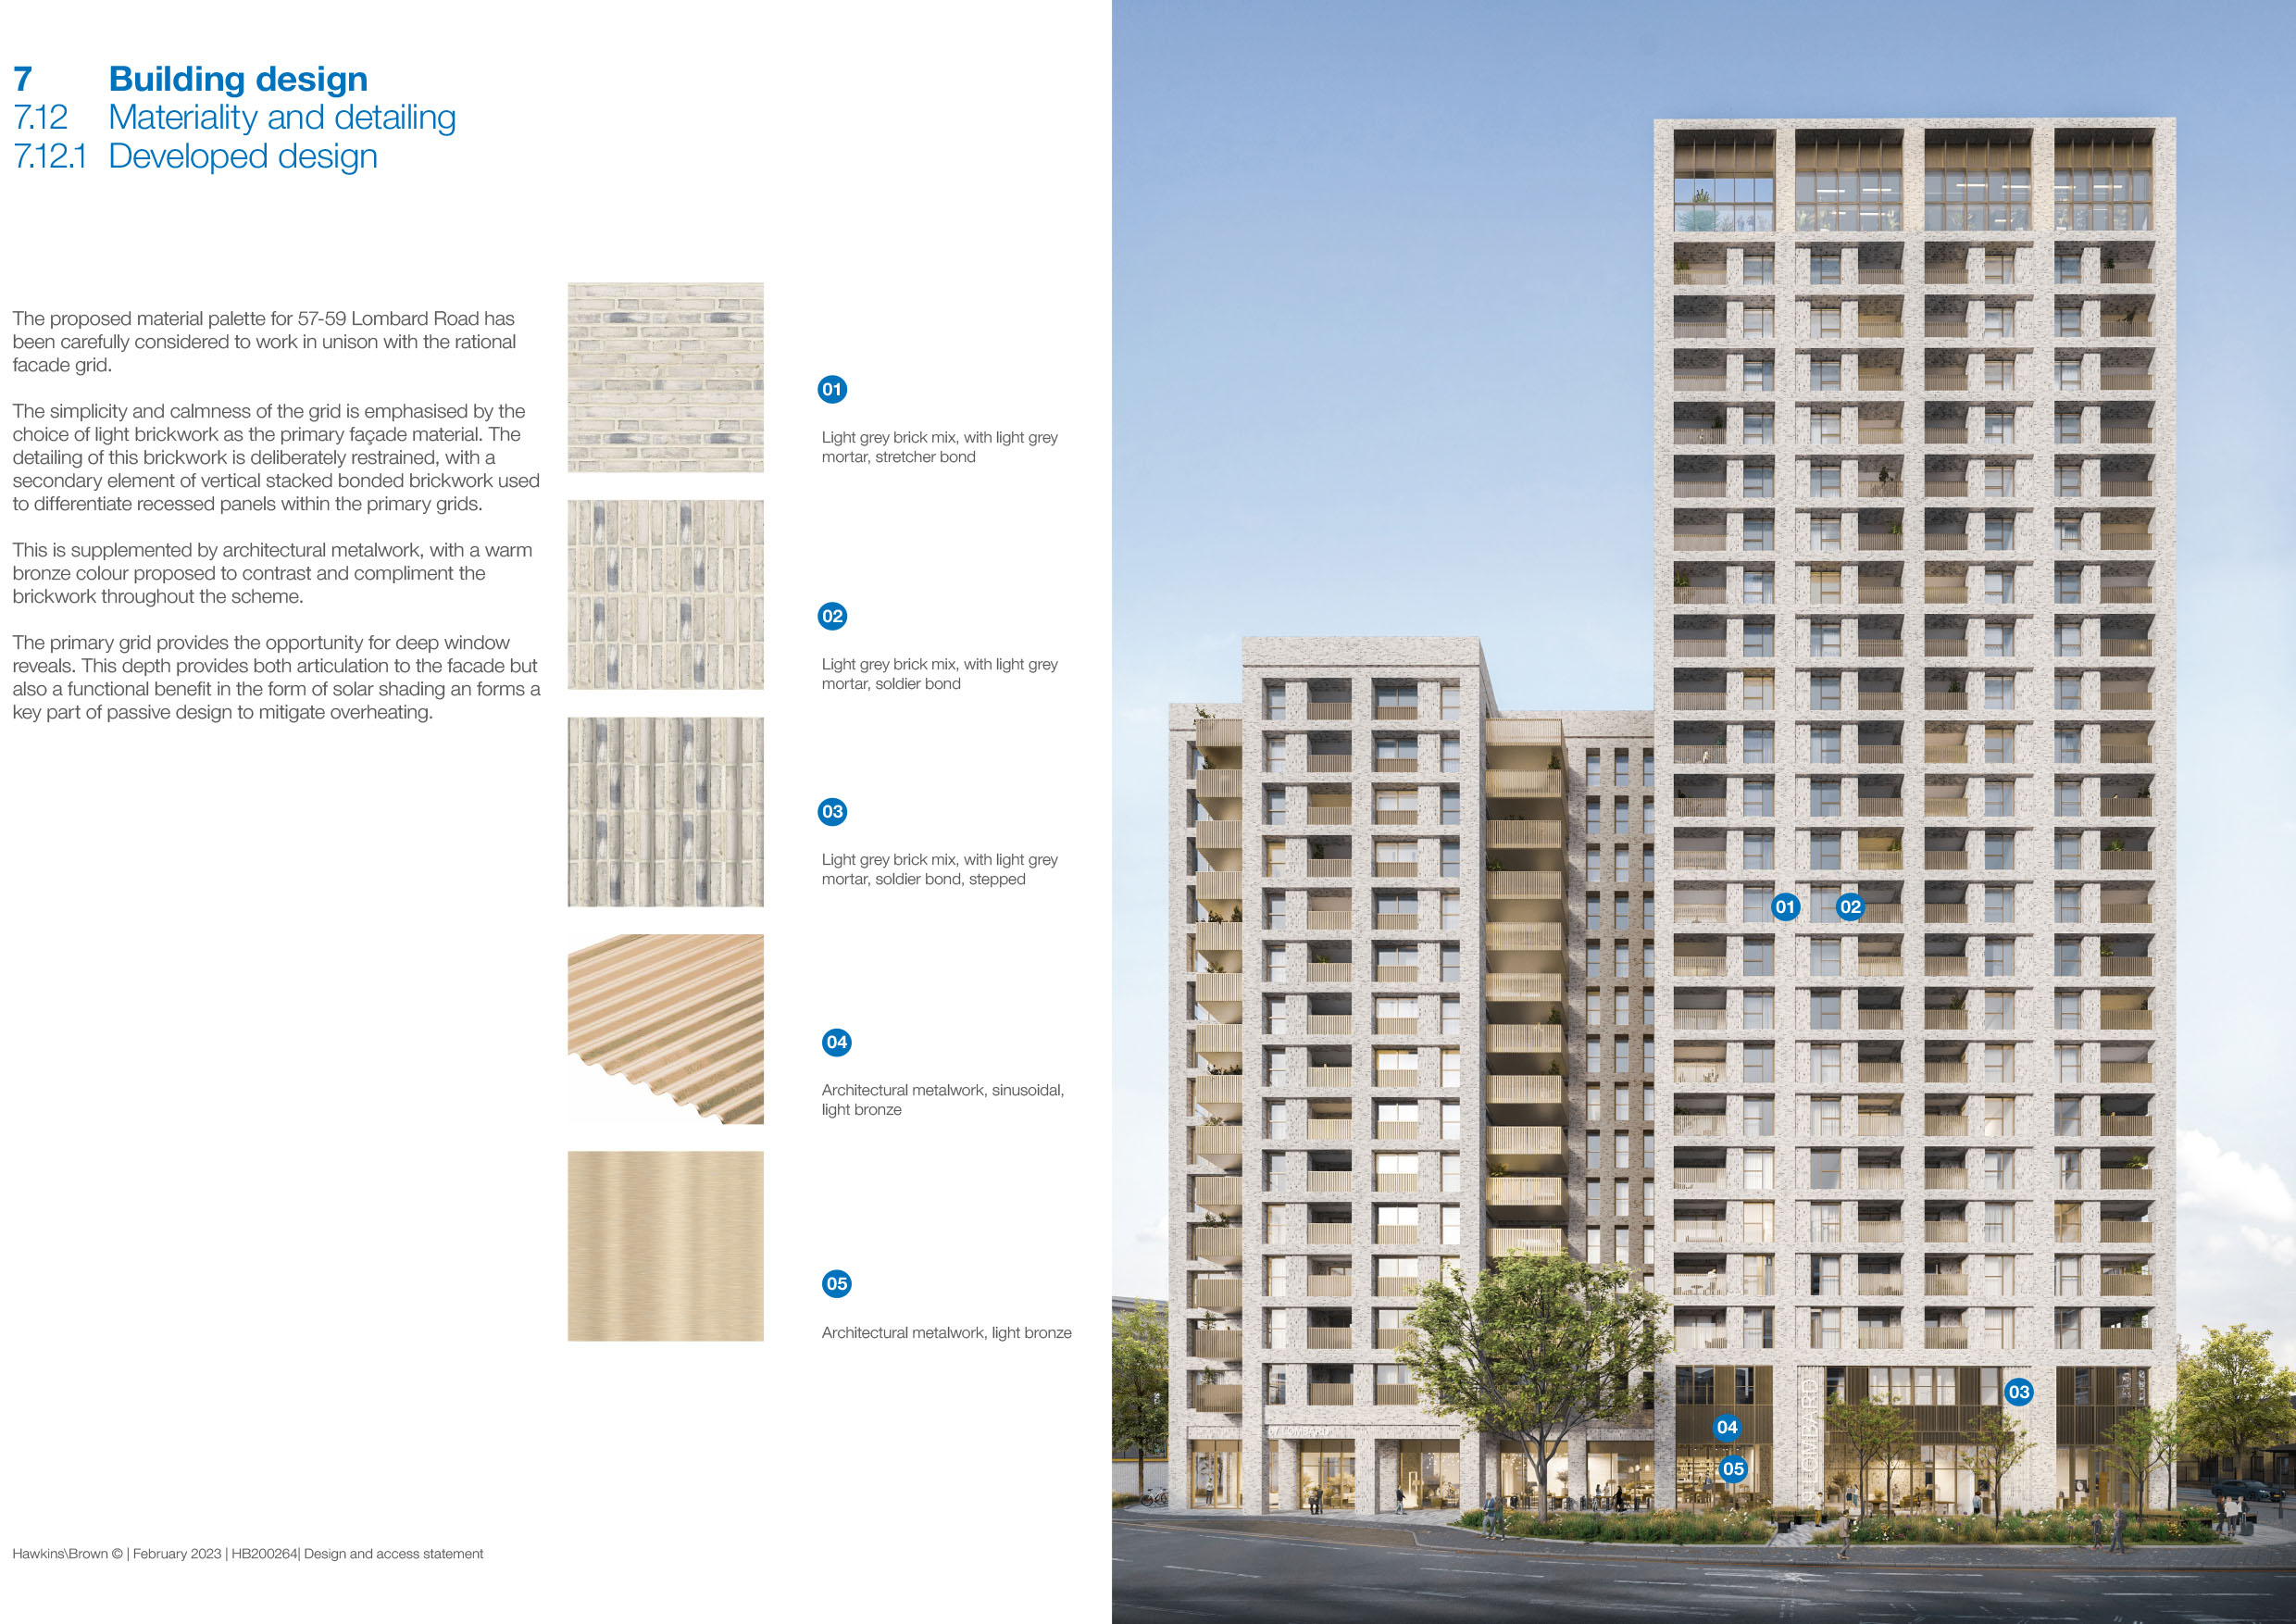 7 Building design
7.12 Materiality and detailing
7.12.1 Developed design
The proposed material palette for 57-59 Lombard Road has
been carefully considered to work in unison with the rational
facade grid.
The simplicity and calmness of the grid is emphasised by the
choice of light brickwork as the primary façade material. The
detailing of this brickwork is deliberately restrained, with a
secondary element of vertical stacked bonded brickwork used
to differentiate recessed panels within the primary grids.
This is supplemented by architectural metalwork, with a warm
bronze colour proposed to contrast and compliment the
brickwork throughout the scheme.
The primary grid provides the opportunity for deep window
reveals. This depth provides both articulation to the facade but
also a functional benefit in the form of solar shading an forms a
key part of passive design to mitigate overheating.
01
Light grey brick mix, with light grey
mortar, stretcher bond
02
Light grey brick mix, with light grey
mortar, soldier bond
03
Light grey brick mix, with light grey
mortar, soldier bond, stepped
04
Architectural metalwork, sinusoidal,
light bronze
05
Architectural metalwork, light bronze
01
02
03
04
05
LOMBARD
Hawkins\Brown © | February 2023 | HB200264| Design and access statement